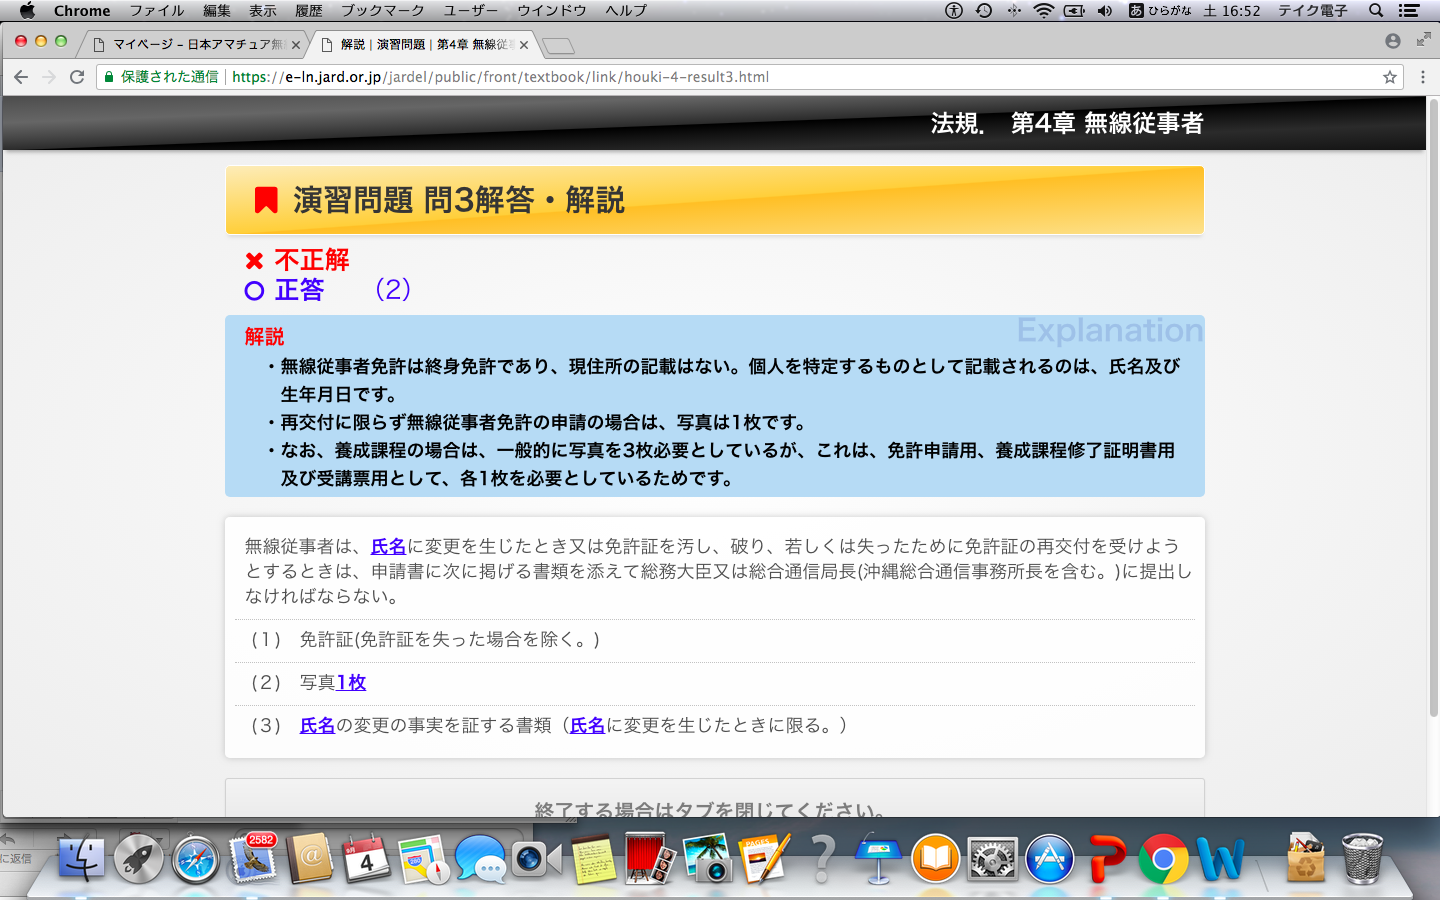 Chrome ファイル 編集 表示 履歴 ブックマーク ユーザー ウインドウ ヘルプ あ ひらがな 土 16:52 テイク電子
マイページ – 日本アマチュア無 解説 | 演習問題 | 第4章 無線従
保護された通信 https://e-ln.jard.or.jp/jardel/public/front/textbook/link/houki-4-result3.html
法規. 第4章 無線従事者
演習問題 問3解答・解説
不正解
正答 （2）
Explanation
解説
・無線従事者免許は終身免許であり、現住所の記載はない。個人を特定するものとして記載されるのは、氏名及び
生年月日です。
・再交付に限らず無線従事者免許の申請の場合は、写真は1枚です。
・なお、養成課程の場合は、一般的に写真を3枚必要としているが、これは、免許申請用、養成課程修了証明書用
及び受講票用として、各1枚を必要としているためです。
無線従事者は、氏名に変更を生じたとき又は免許証を汚し、破り、若しくは失ったために免許証の再交付を受けよう
とするときは、申請書に次に掲げる書類を添えて総務大臣又は総合通信局長(沖縄総合通信事務所長を含む。)に提出し
なければならない。
（1） 免許証(免許証を失った場合を除く。)
（2） 写真1枚
（3） 氏名の変更の事実を証する書類（氏名に変更を生じたときに限る。）
終了する場合はタブを閉じてください。
に返信
2582
9月
4
280
PAGES